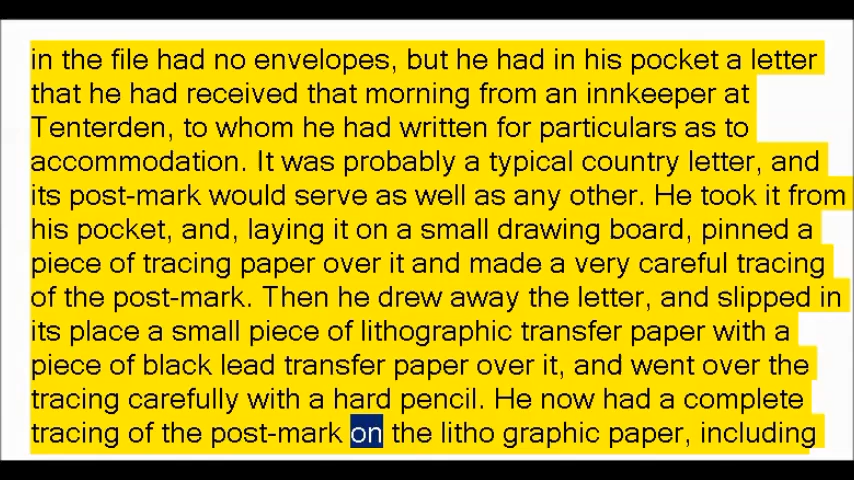 in the file had no envelopes, but he had in his pocket a letter
that he had received that morning from an innkeeper at
Tenterden, to whom he had written for particulars as to
accommodation. It was probably a typical country letter, and
its post-mark would serve as well as any other. He took it from
his pocket, and, laying it on a small drawing board, pinned a
piece of tracing paper over it and made a very careful tracing
of the post-mark. Then he drew away the letter, and slipped in
its place a small piece of lithographic transfer paper with a
piece of black lead transfer paper over it, and went over the
tracing carefully with a hard pencil. He now had a complete
tracing of the post-mark on the litho graphic paper, including